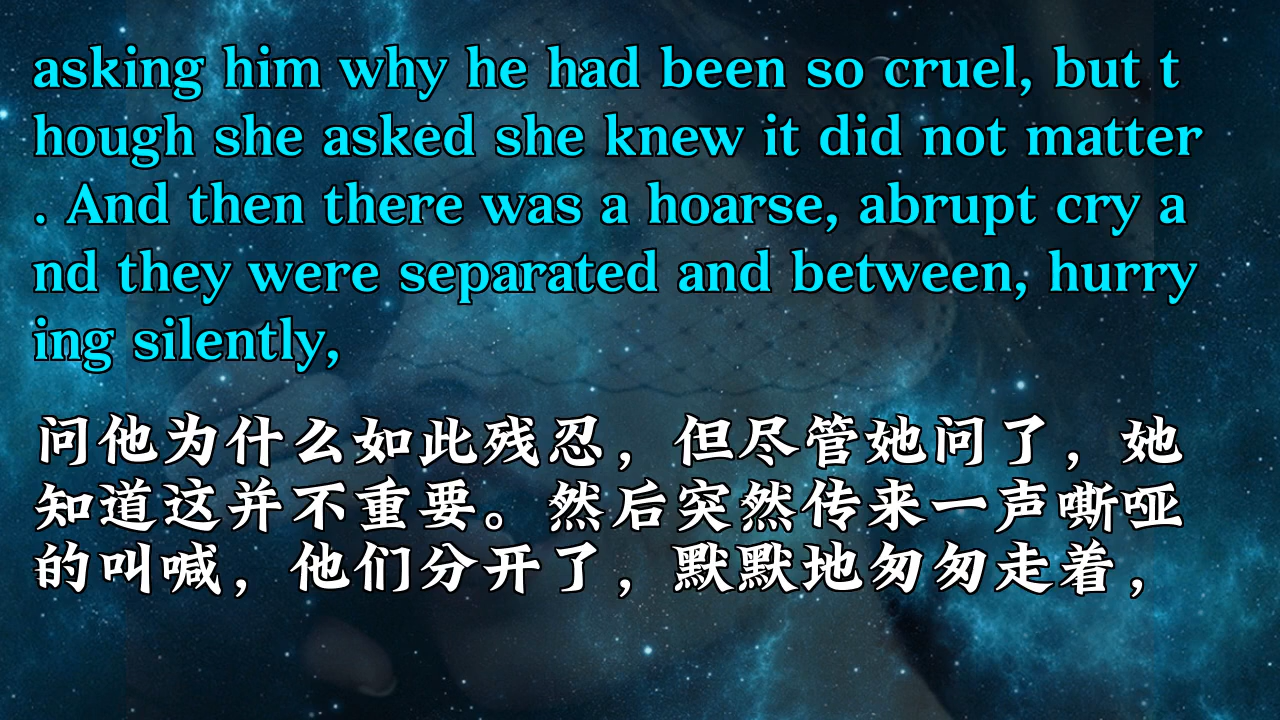 asking him why he had been so cruel, but t
hough she asked she knew it did not matter
. And then there was a hoarse, abrupt cry a
nd they were separated and between, hurry
ing silently,
问他为什么如此残忍，但尽管她问了，她
知道这并不重要。然后突然传来一声嘶哑
的叫喊，他们分开了，默默地匆匆走着，